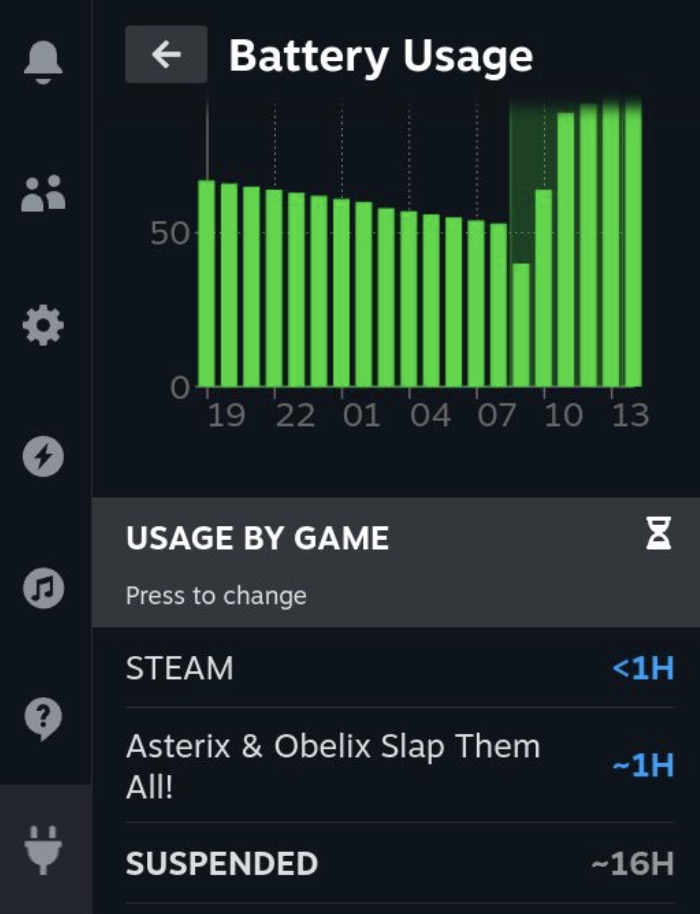 Battery Usage
50
0
19 22 01 04 07 10 13
USAGE BY GAME
Press to change
STEAM <1H
Asterix & Obelix Slap Them
All! ~1H
SUSPENDED ~16H